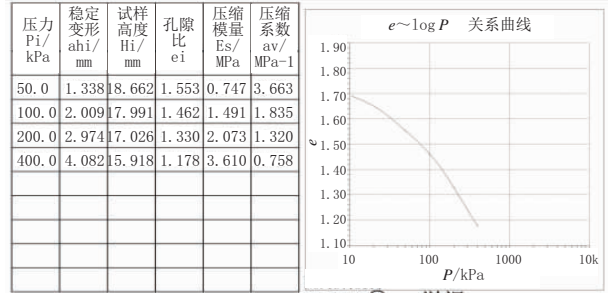 压力 Pi/ kPa
稳定 变形 ahi/ mm
试样 高度 Hi/ mm
孔隙 比 ei
压缩 模量 Es/ MPa
压缩 系数 av/ MPa-1
50.0 1.338 18.662 1.553 0.747 3.663
100.0 2.009 17.991 1.462 1.491 1.835
200.0 2.974 17.026 1.330 2.073 1.320
400.0 4.082 15.918 1.178 3.610 0.758
e～log P 关系曲线
1.90
1.80
1.70
1.60
e
1.50
1.40
1.30
1.20
1.10
10 100 1000 10k
P/kPa